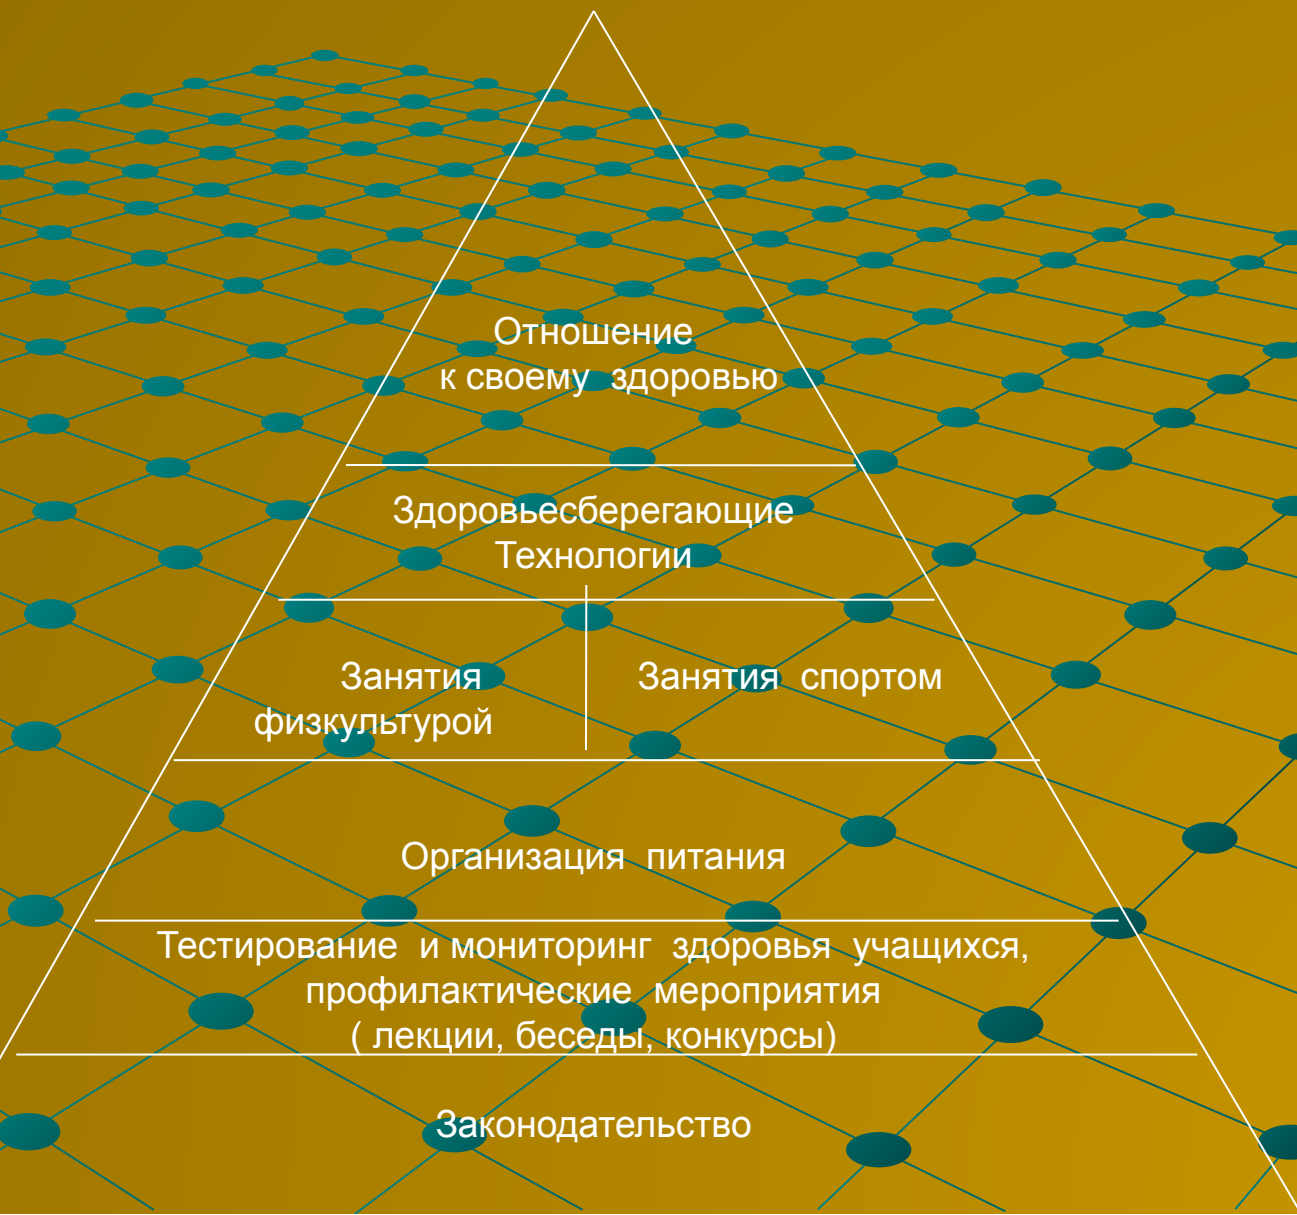 Отношение
к своему здоровью
Здоровьесберегающие
Технологии
Занятия
физкультурой
Занятия спортом
Организация питания
Тестирование и мониторинг здоровья учащихся,
профилактические мероприятия
( лекции, беседы, конкурсы)
Законодательство